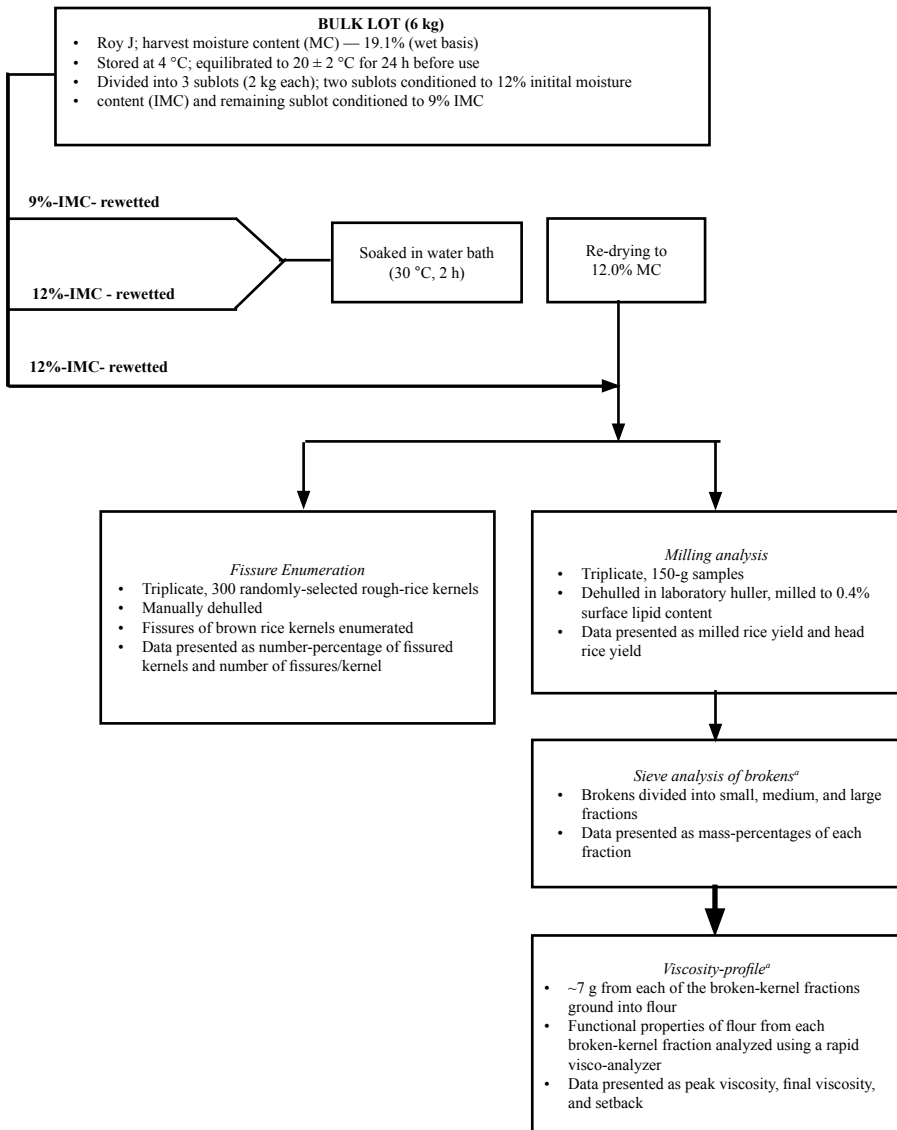 BULK LOT (6 kg)
• Roy J; harvest moisture content (MC) — 19.1% (wet basis)
• Stored at 4 °C; equilibrated to 20 ± 2 °C for 24 h before use
• Divided into 3 sublots (2 kg each); two sublots conditioned to 12% initital moisture
• content (IMC) and remaining sublot conditioned to 9% IMC
9%-IMC- rewetted
Soaked in water bath
(30 °C, 2 h)
Re-drying to
12.0% MC
12%-IMC - rewetted
12%-IMC- rewetted
Fissure Enumeration
• Triplicate, 300 randomly-selected rough-rice kernels
• Manually dehulled
• Fissures of brown rice kernels enumerated
• Data presented as number-percentage of fissured
kernels and number of fissures/kernel
Milling analysis
• Triplicate, 150-g samples
• Dehulled in laboratory huller, milled to 0.4%
surface lipid content
• Data presented as milled rice yield and head
rice yield
Sieve analysis of brokensᵃ
• Brokens divided into small, medium, and large
fractions
• Data presented as mass-percentages of each
fraction
Viscosity-profileᵃ
• ~7 g from each of the broken-kernel fractions
ground into flour
• Functional properties of flour from each
broken-kernel fraction analyzed using a rapid
visco-analyzer
• Data presented as peak viscosity, final viscosity,
and setback